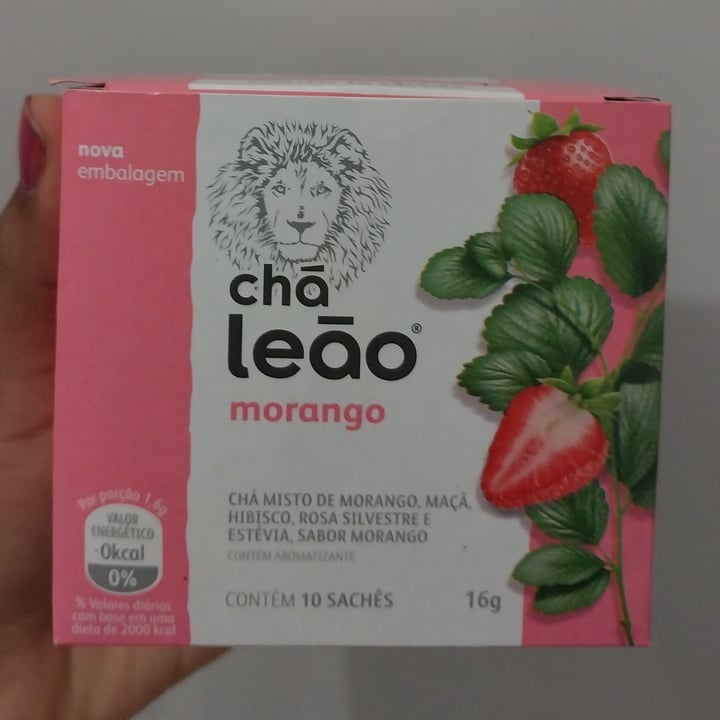 nova
embalagem
chá
leão®
morango
CHÁ MISTO DE MORANGO, MAÇÃ,
HIBISCO, ROSA SILVESTRE E
ESTÉVIA, SABOR MORANGO
CONTÉM AROMATIZANTE
CONTÉM 10 SACHÊS
16g
Por porção 1,6g
VALOR
ENERGÉTICO
0kcal
0%
% Valores diários
com base em uma
dieta de 2000 kcal